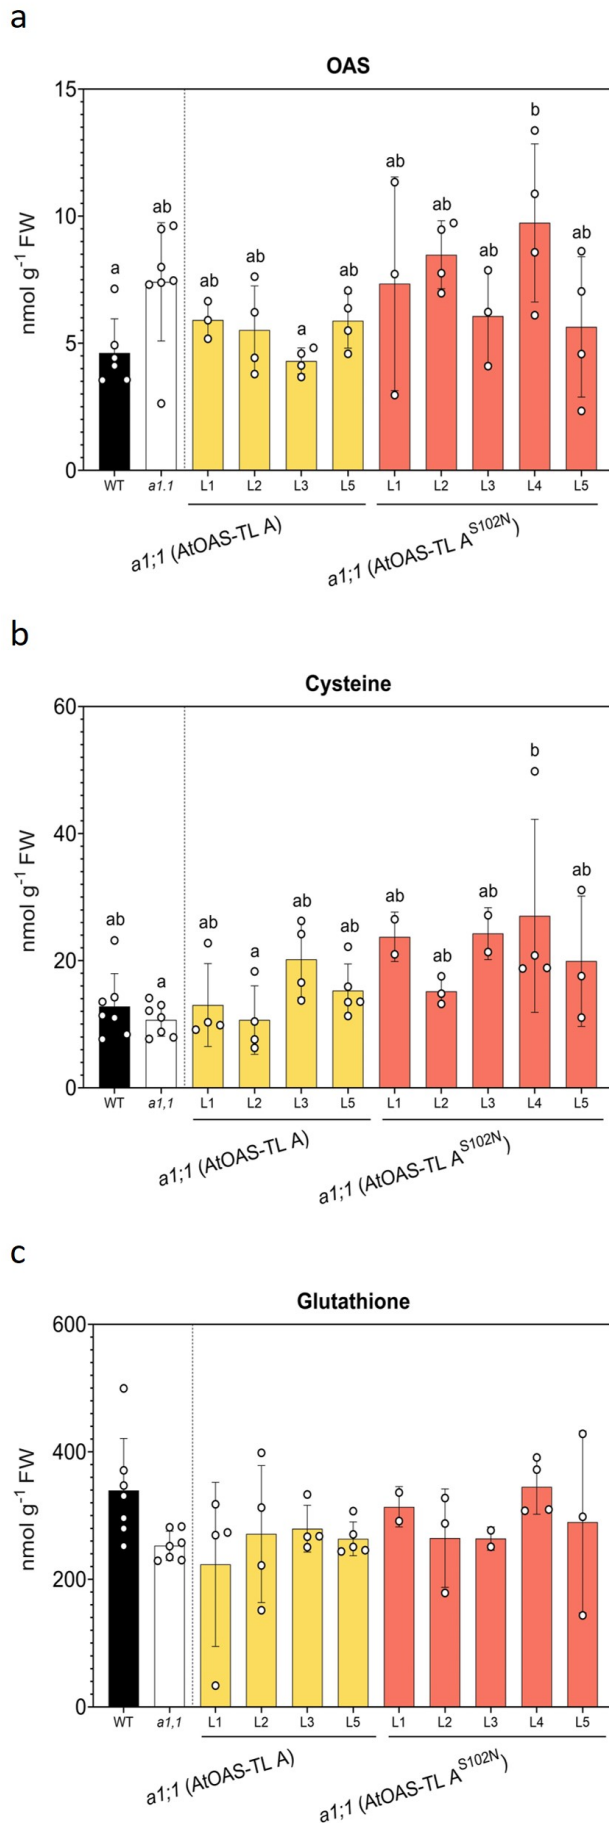 a
OAS
nmol g⁻¹ FW
15
10
5
0
a
ab
ab
ab
a
ab
ab
ab
ab
b
ab
WT
a1.1
L1
L2
L3
L5
L1
L2
L3
L4
L5
a1;1 (AtOAS-TL A)
a1;1 (AtOAS-TL A^S102N)
b
Cysteine
nmol g⁻¹ FW
60
40
20
0
ab
a
ab
a
ab
ab
ab
ab
ab
b
ab
WT
a1,1
L1
L2
L3
L5
L1
L2
L3
L4
L5
a1;1 (AtOAS-TL A)
a1;1 (AtOAS-TL A^S102N)
c
Glutathione
nmol g⁻¹ FW
600
400
200
0
WT
a1,1
L1
L2
L3
L5
L1
L2
L3
L4
L5
a1;1 (AtOAS-TL A)
a1;1 (AtOAS-TL A^S102N)